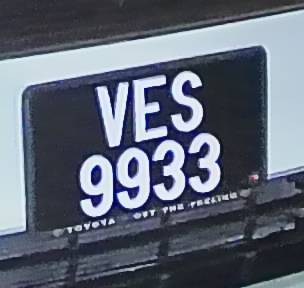 VES
9933
TOYOTA - GET THE FEELING